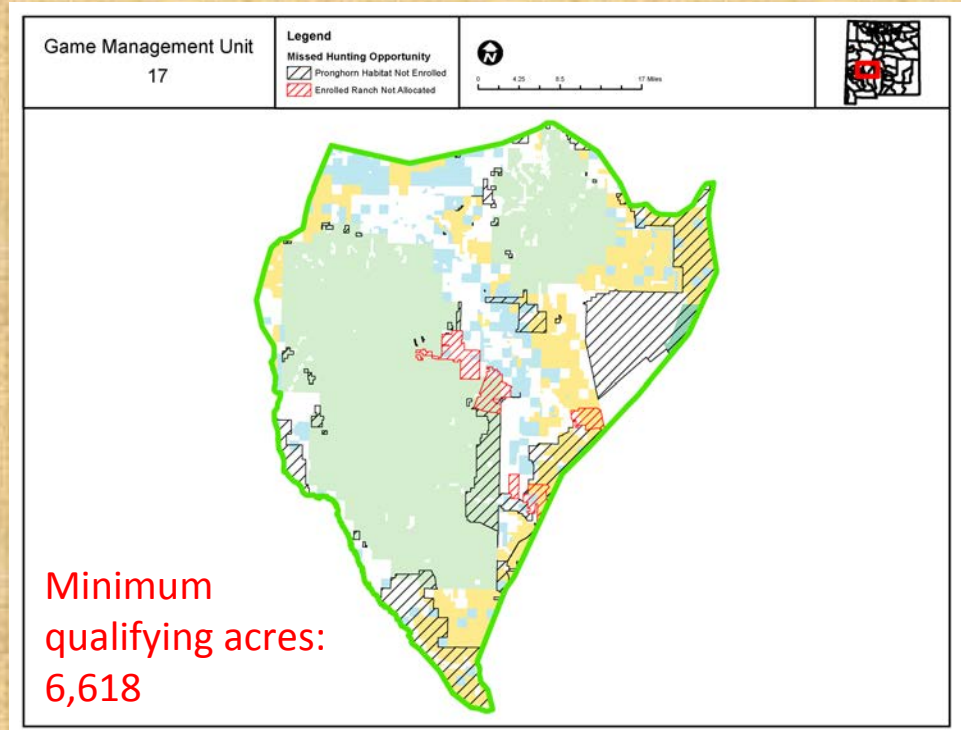 Game Management Unit
17
Legend
Missed Hunting Opportunity
Pronghorn Habitat Not Enrolled
Enrolled Ranch Not Allocated
N
0 4.25 8.5 17 Miles
Minimum
qualifying acres:
6,618